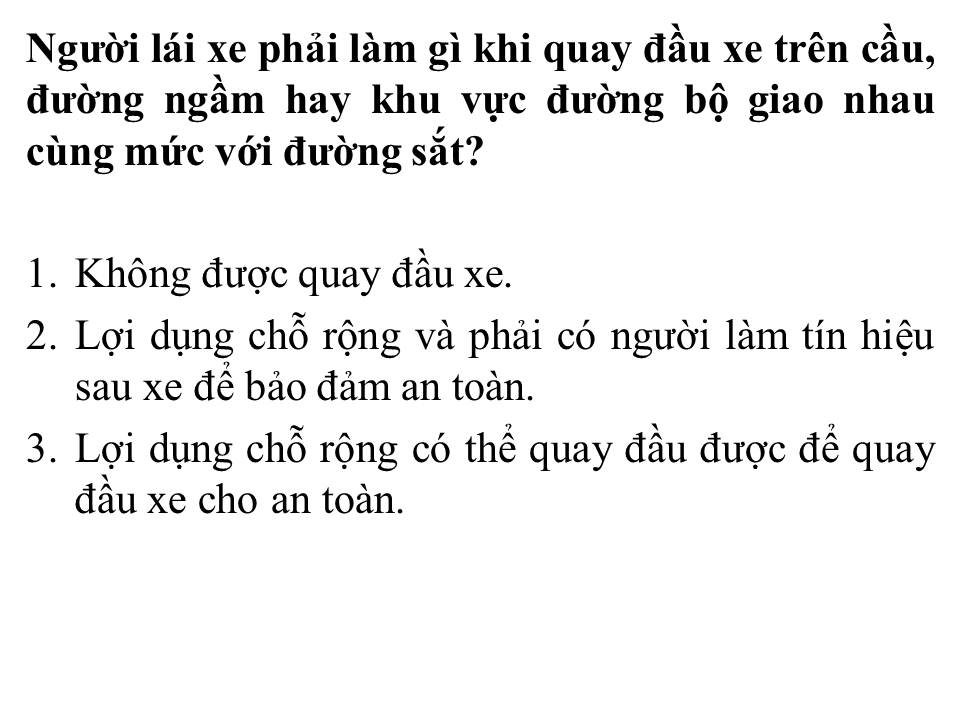 Người lái xe phải làm gì khi quay đầu xe trên cầu,
đường ngầm hay khu vực đường bộ giao nhau
cùng mức với đường sắt?
1. Không được quay đầu xe.
2. Lợi dụng chỗ rộng và phải có người làm tín hiệu
sau xe để bảo đảm an toàn.
3. Lợi dụng chỗ rộng có thể quay đầu được để quay
đầu xe cho an toàn.